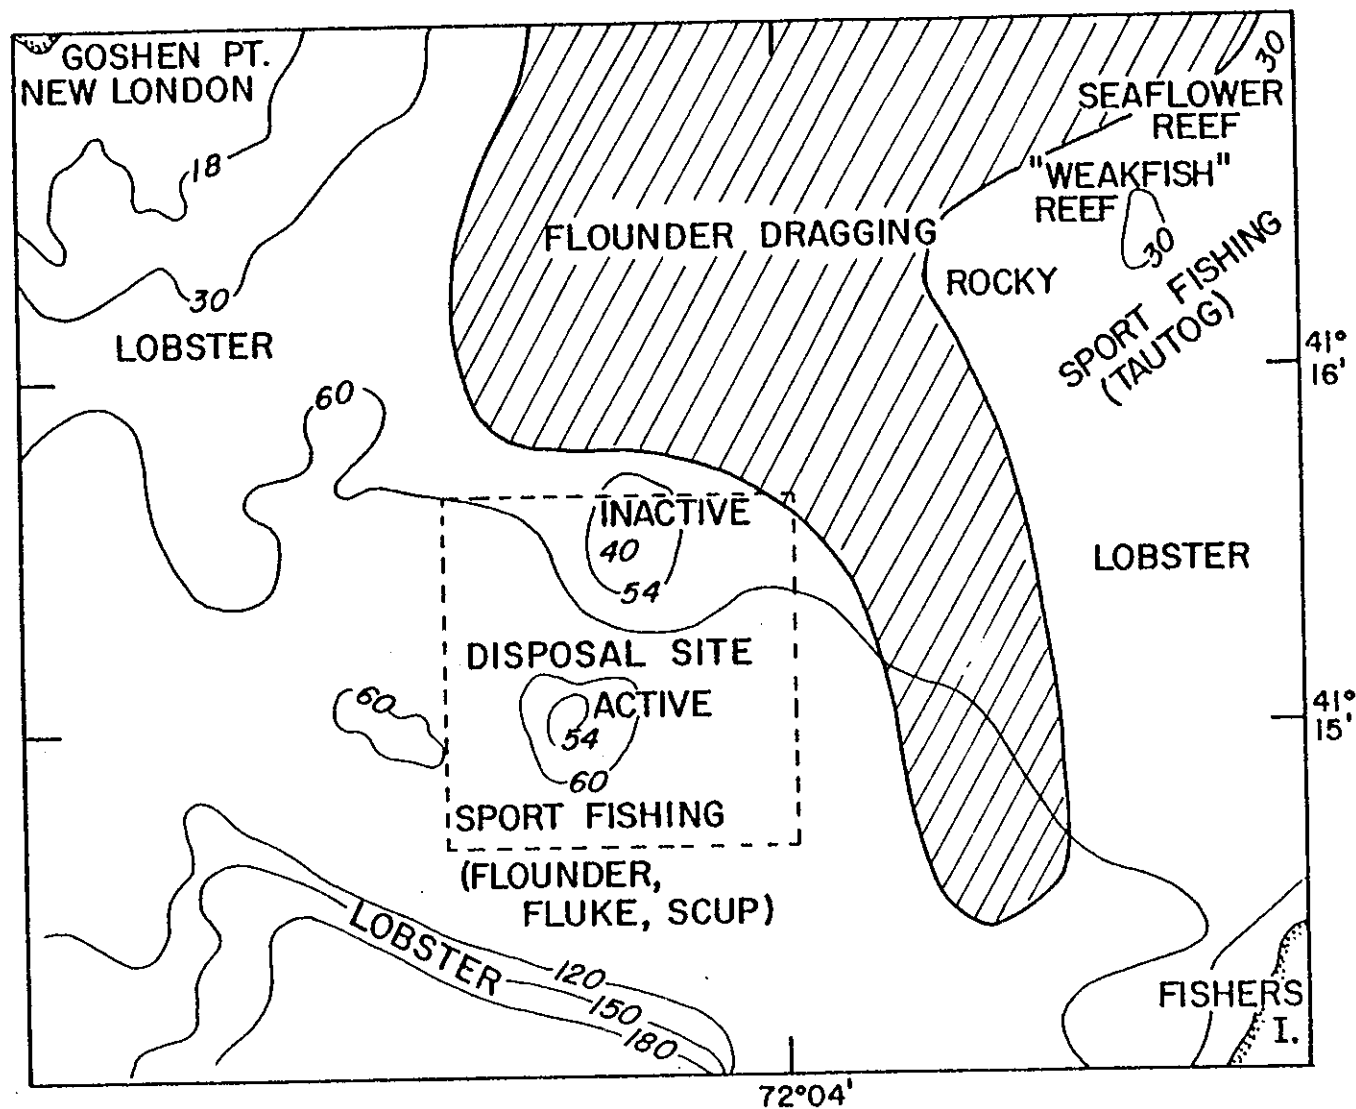 GOSHEN PT.
NEW LONDON
30
SEAFLOWER
REEF
18
"WEAKFISH"
REEF
30
FLOUNDER DRAGGING
ROCKY
SPORT FISHING
(TAUTOG)
30
LOBSTER
41°
16'
60
INACTIVE
40
54
LOBSTER
DISPOSAL SITE
60
ACTIVE
54
41°
15'
60
SPORT FISHING
(FLOUNDER,
FLUKE, SCUP)
LOBSTER
120
150
180
FISHERS
I.
72°04'